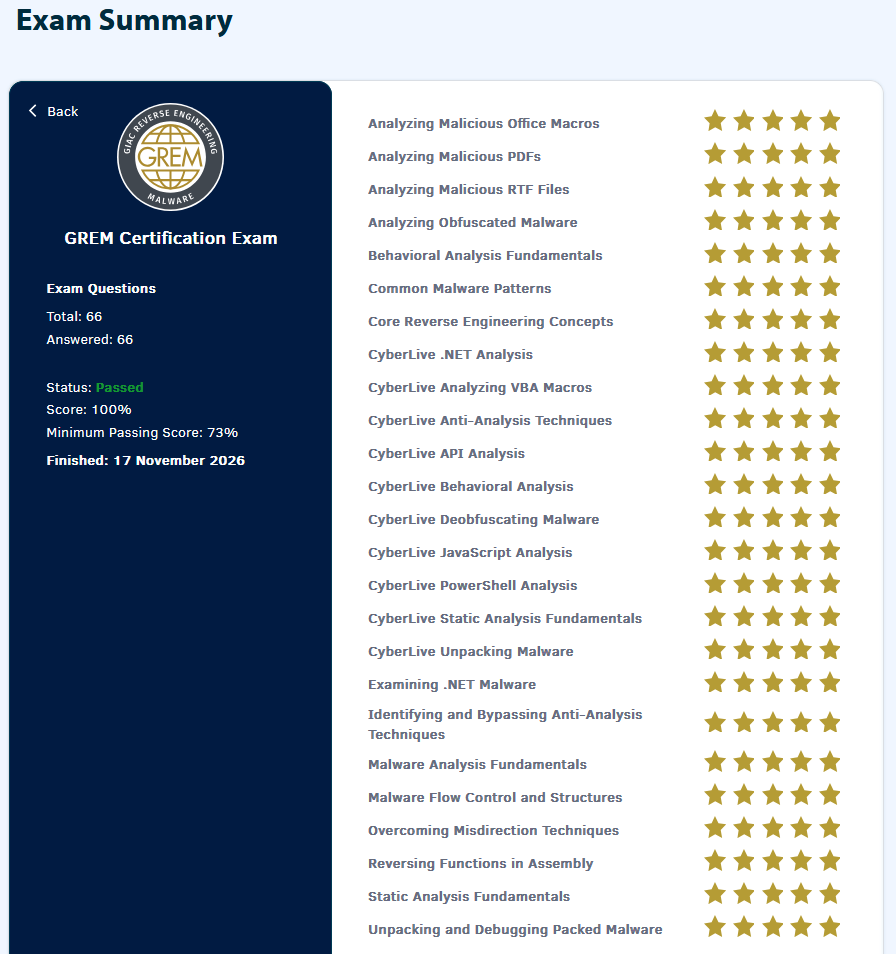 Exam Summary
Back
GIAC REVERSE ENGINEERING
GREM
MALWARE
GREM Certification Exam
Exam Questions
Total: 66
Answered: 66
Status: Passed
Score: 100%
Minimum Passing Score: 73%
Finished: 17 November 2026
Analyzing Malicious Office Macros
Analyzing Malicious PDFs
Analyzing Malicious RTF Files
Analyzing Obfuscated Malware
Behavioral Analysis Fundamentals
Common Malware Patterns
Core Reverse Engineering Concepts
CyberLive .NET Analysis
CyberLive Analyzing VBA Macros
CyberLive Anti-Analysis Techniques
CyberLive API Analysis
CyberLive Behavioral Analysis
CyberLive Deobfuscating Malware
CyberLive JavaScript Analysis
CyberLive PowerShell Analysis
CyberLive Static Analysis Fundamentals
CyberLive Unpacking Malware
Examining .NET Malware
Identifying and Bypassing Anti-Analysis
Techniques
Malware Analysis Fundamentals
Malware Flow Control and Structures
Overcoming Misdirection Techniques
Reversing Functions in Assembly
Static Analysis Fundamentals
Unpacking and Debugging Packed Malware